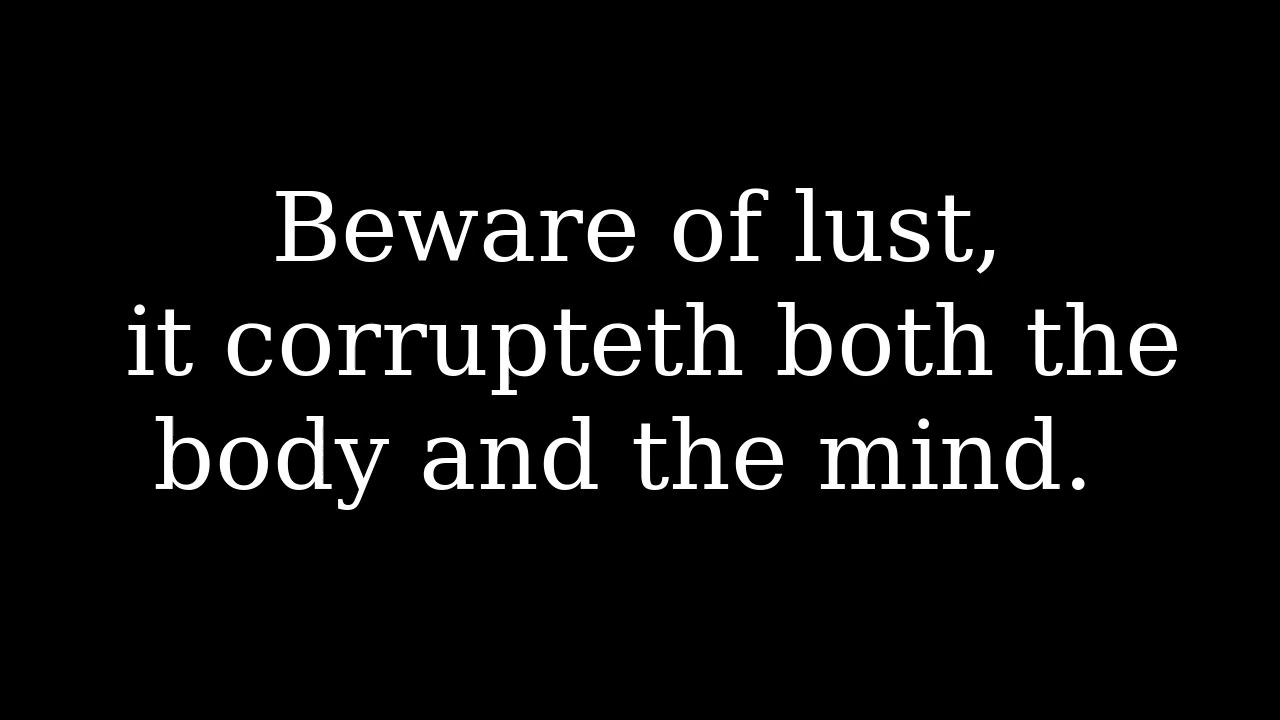 Beware of lust,
it corrupteth both the
body and the mind.